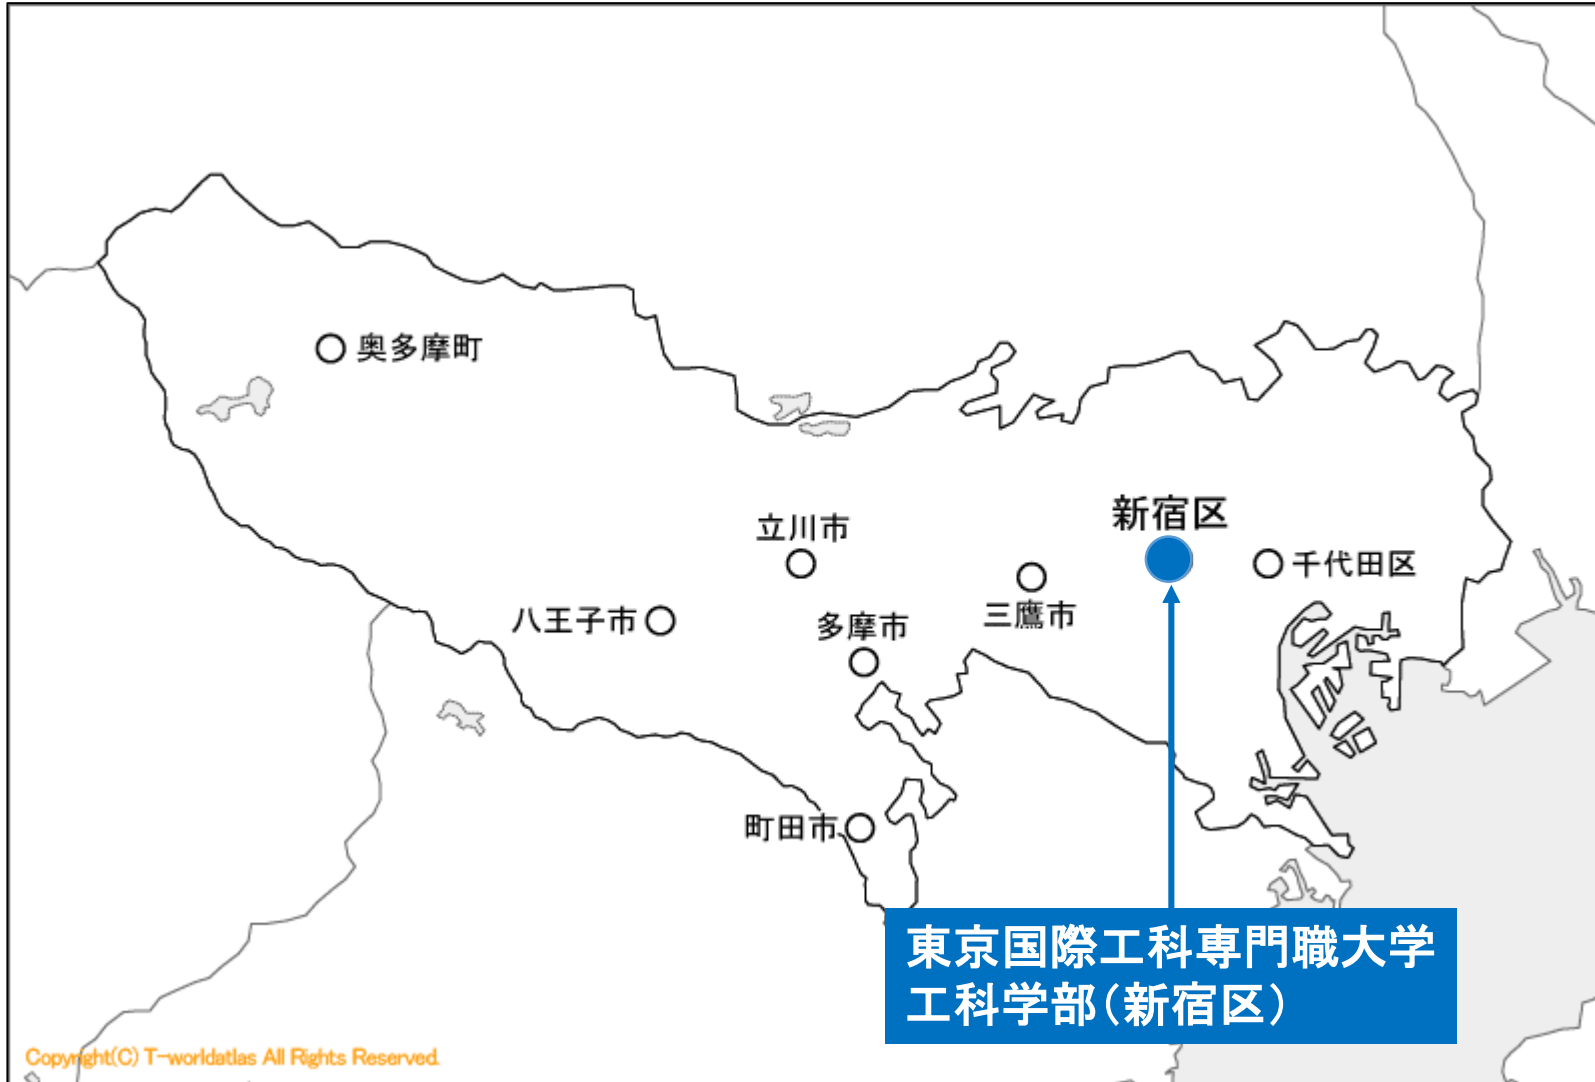 奥多摩町
新宿区
立川市
千代田区
三鷹市
八王子市
多摩市
町田市
東京国際工科専門職大学
工科学部(新宿区)
Copyright(C) T-worldatlas All Rights Reserved.